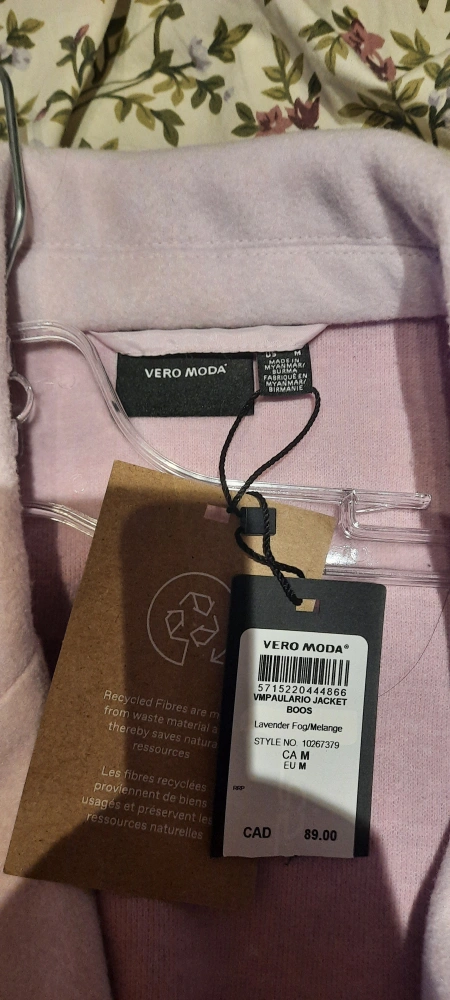 VERO MODA
US M
MADE IN
MYANMAR/
BURMA
FABRIQUÉ EN
MYANMAR/
BIRMANIE
Recycled Fibres are
from waste material
thereby saves
ressources
Les fibres recyclées
proviennent de biens
usagés et préservent les
ressources naturelles
VERO MODA®
5715220444866
VMPAULARIO JACKET
BOOS
Lavender Fog/Melange
STYLE NO. 10267379
CA M
EU M
RRP
CAD 89.00